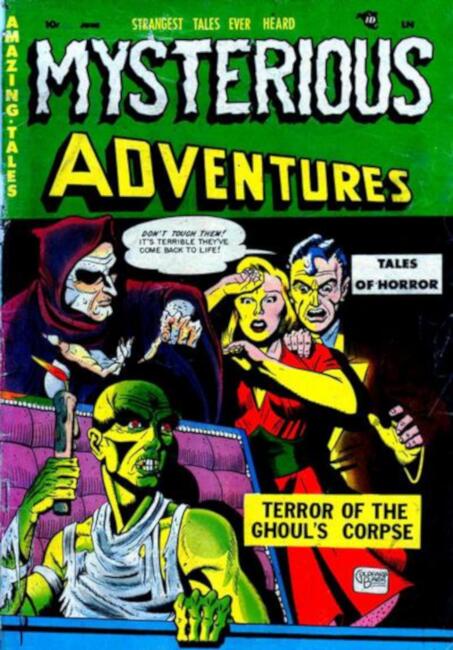 10¢ JUNE
STRANGEST TALES EVER HEARD
AMAZING·TALES
MYSTERIOUS
ADVENTURES
DON'T TOUCH THEM!
IT'S TERRIBLE THEY'VE
COME BACK TO LIFE!
TALES
OF HORROR
TERROR OF THE
GHOUL'S CORPSE